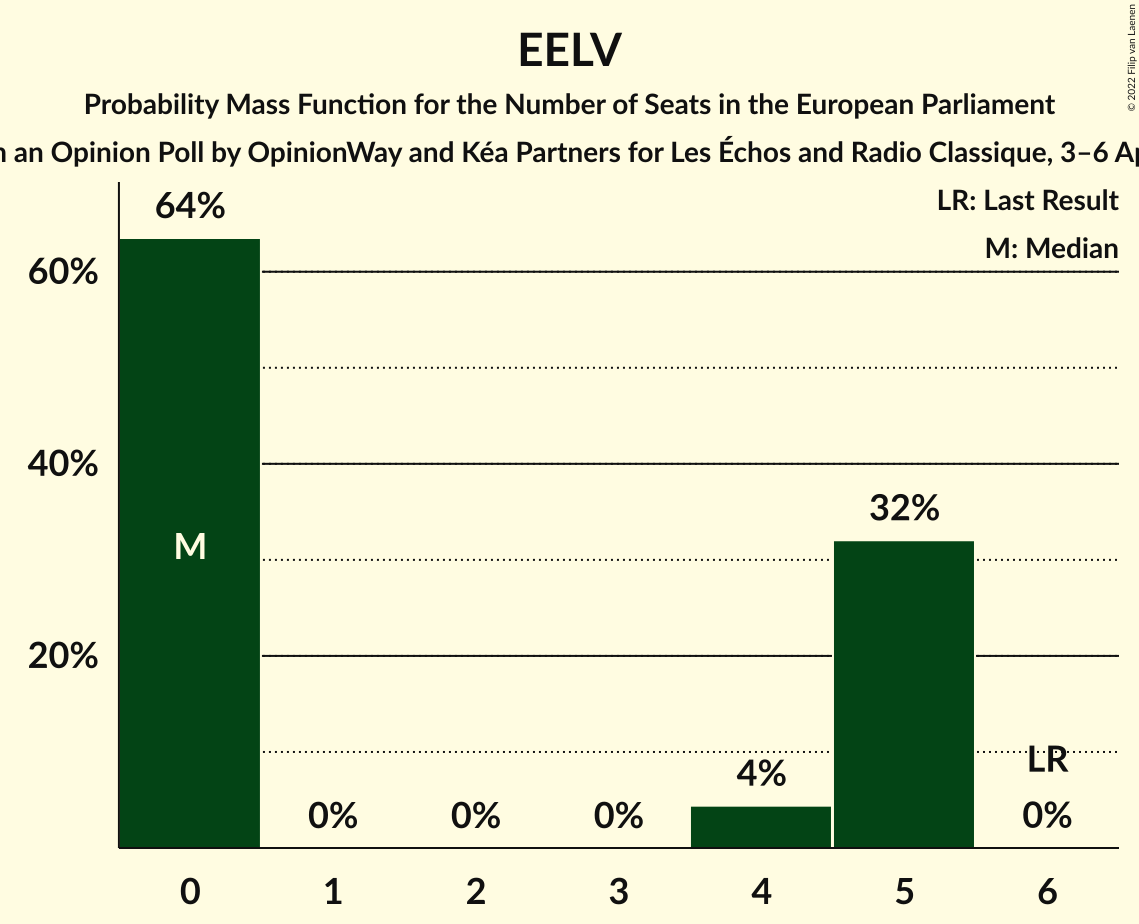 EELV
Probability Mass Function for the Number of Seats in the European Parliament
an Opinion Poll by OpinionWay and Kéa Partners for Les Échos and Radio Classique, 3–6
© 2022 Filip van Laenen
LR: Last Result
M: Median
64%
60%
40%
20%
M
0%
0%
0%
4%
32%
LR
0%
0
1
2
3
4
5
6